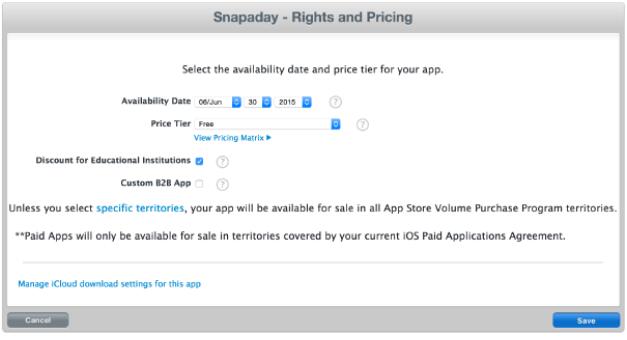 Snapaday - Rights and Pricing
Select the availability date and price tier for your app.
Availability Date 06/Jun 30 2015 ?
Price Tier Free ?
View Pricing Matrix ▶
Discount for Educational Institutions ?
Custom B2B App ?
Unless you select specific territories, your app will be available for sale in all App Store Volume Purchase Program territories.
**Paid Apps will only be available for sale in territories covered by your current iOS Paid Applications Agreement.
Manage iCloud download settings for this app
Cancel Save